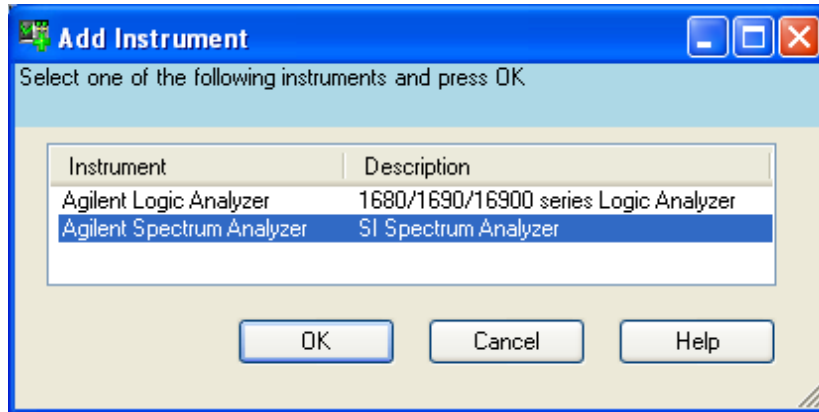 Add Instrument
Select one of the following instruments and press OK
Instrument Description
Agilent Logic Analyzer 1680/1690/16900 series Logic Analyzer
Agilent Spectrum Analyzer SI Spectrum Analyzer
OK Cancel Help